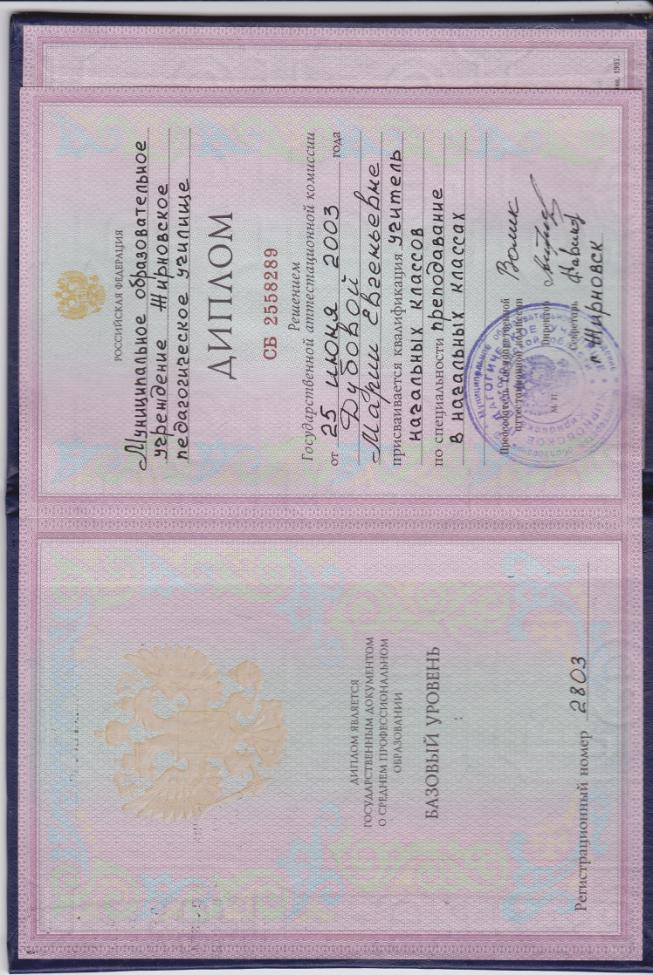 ДИПЛОМ ЯВЛЯЕТСЯ
ГОСУДАРСТВЕННЫМ ДОКУМЕНТОМ
О СРЕДНЕМ ПРОФЕССИОНАЛЬНОМ
ОБРАЗОВАНИИ
БАЗОВЫЙ УРОВЕНЬ
Регистрационный номер 2803
РОССИЙСКАЯ ФЕДЕРАЦИЯ
Муниципальное образовательное
учреждение Жирновское
педагогическое училище
ДИПЛОМ
СБ 2558289
Решением
Государственной аттестационной комиссии
от 25 июня 2003 года
Дубовой
Марии Евгеньевне
присваивается квалификация учитель
начальных классов
по специальности преподавание
в начальных классах
Председатель Государственной
аттестационной комиссии
Директор
М.П.
Секретарь
г. Жирновск